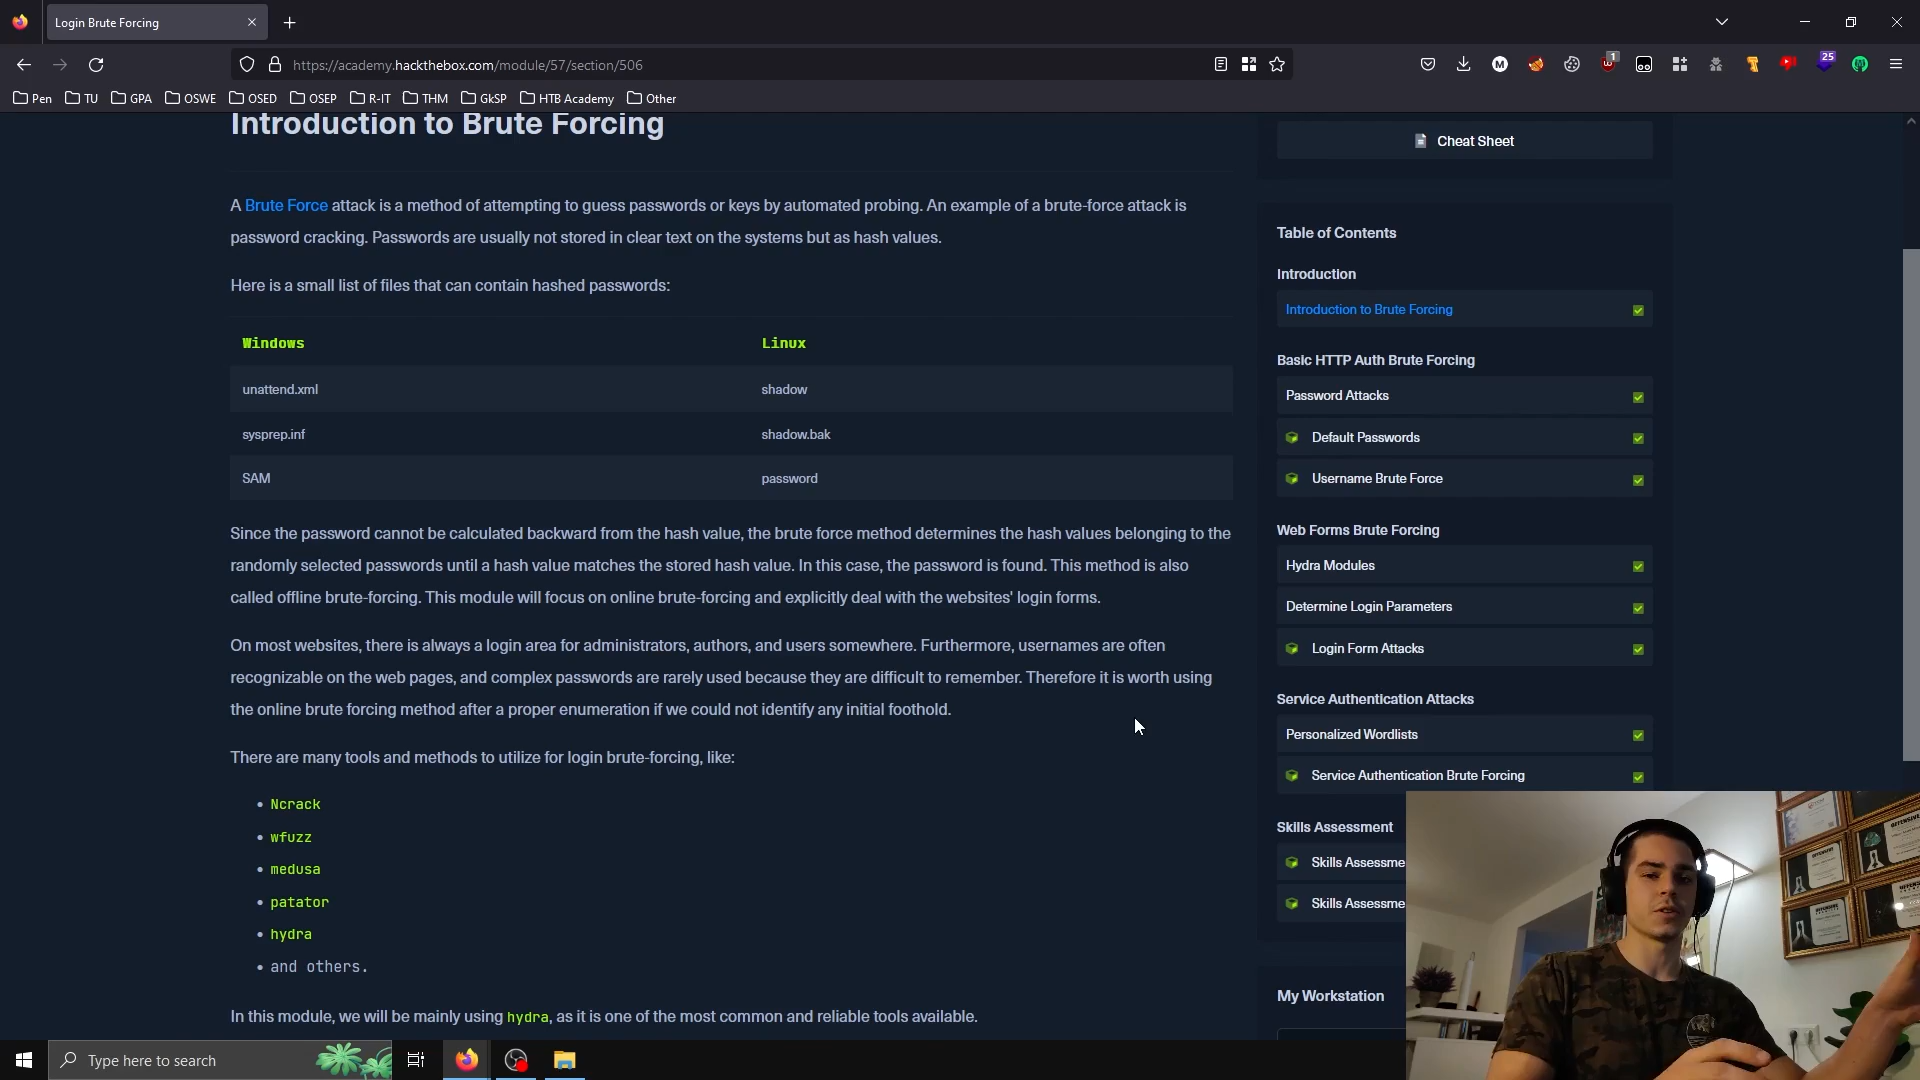 Login Brute Forcing
https://academy.hackthebox.com/module/57/section/506
1
25
Pen TU GPA OSWE OSED OSEP R-IT THM GkSP HTB Academy Other
Introduction to Brute Forcing
A Brute Force attack is a method of attempting to guess passwords or keys by automated probing. An example of a brute-force attack is
password cracking. Passwords are usually not stored in clear text on the systems but as hash values.
Here is a small list of files that can contain hashed passwords:
Windows Linux
unattend.xml shadow
sysprep.inf shadow.bak
SAM password
Since the password cannot be calculated backward from the hash value, the brute force method determines the hash values belonging to the
randomly selected passwords until a hash value matches the stored hash value. In this case, the password is found. This method is also
called offline brute-forcing. This module will focus on online brute-forcing and explicitly deal with the websites' login forms.
On most websites, there is always a login area for administrators, authors, and users somewhere. Furthermore, usernames are often
recognizable on the web pages, and complex passwords are rarely used because they are difficult to remember. Therefore it is worth using
the online brute forcing method after a proper enumeration if we could not identify any initial foothold.
There are many tools and methods to utilize for login brute-forcing, like:
• Ncrack
• wfuzz
• medusa
• patator
• hydra
• and others.
In this module, we will be mainly using hydra, as it is one of the most common and reliable tools available.
Cheat Sheet
Table of Contents
Introduction
Introduction to Brute Forcing
Basic HTTP Auth Brute Forcing
Password Attacks
Default Passwords
Username Brute Force
Web Forms Brute Forcing
Hydra Modules
Determine Login Parameters
Login Form Attacks
Service Authentication Attacks
Personalized Wordlists
Service Authentication Brute Forcing
Skills Assessment
Skills Assessme
Skills Assessme
My Workstation
Type here to search